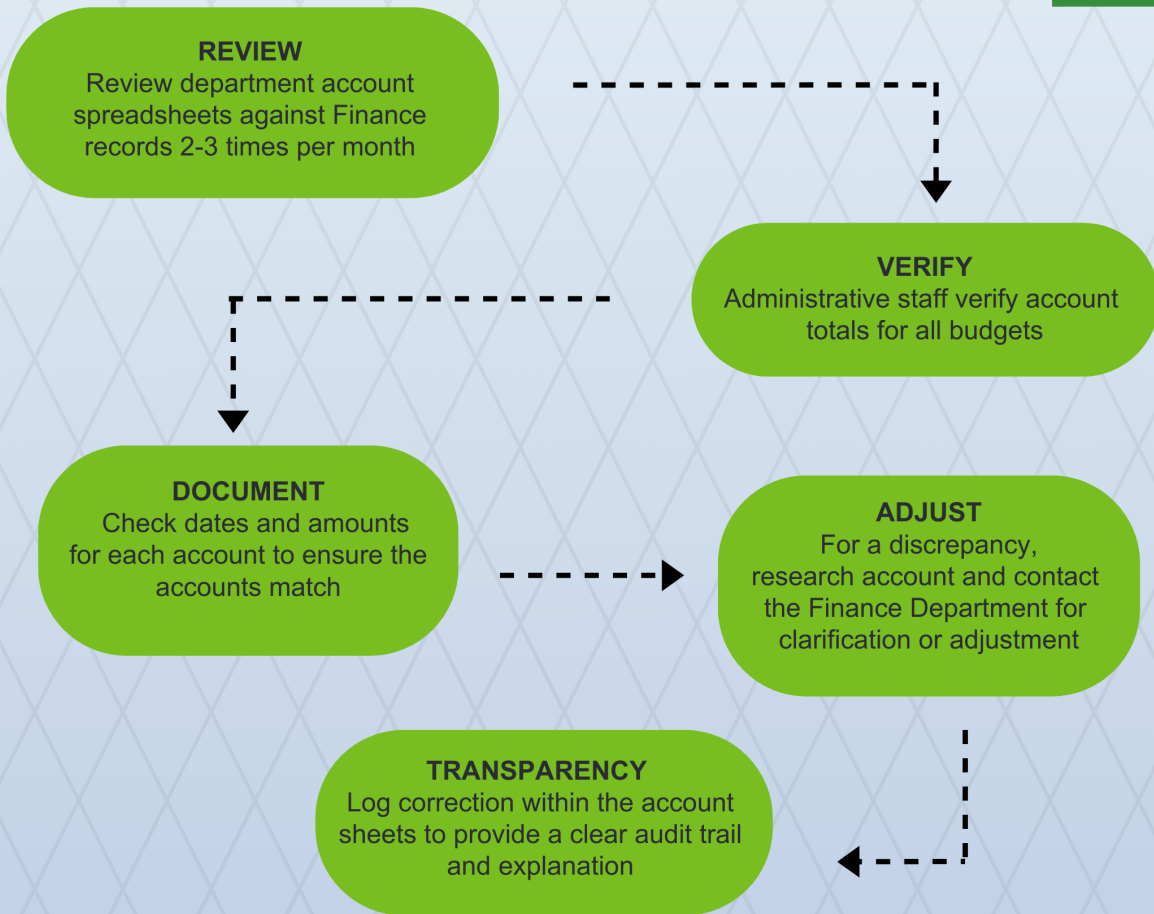 REVIEW
Review department account
spreadsheets against Finance
records 2-3 times per month
VERIFY
Administrative staff verify account
totals for all budgets
DOCUMENT
Check dates and amounts
for each account to ensure the
accounts match
ADJUST
For a discrepancy,
research account and contact
the Finance Department for
clarification or adjustment
TRANSPARENCY
Log correction within the account
sheets to provide a clear audit trail
and explanation